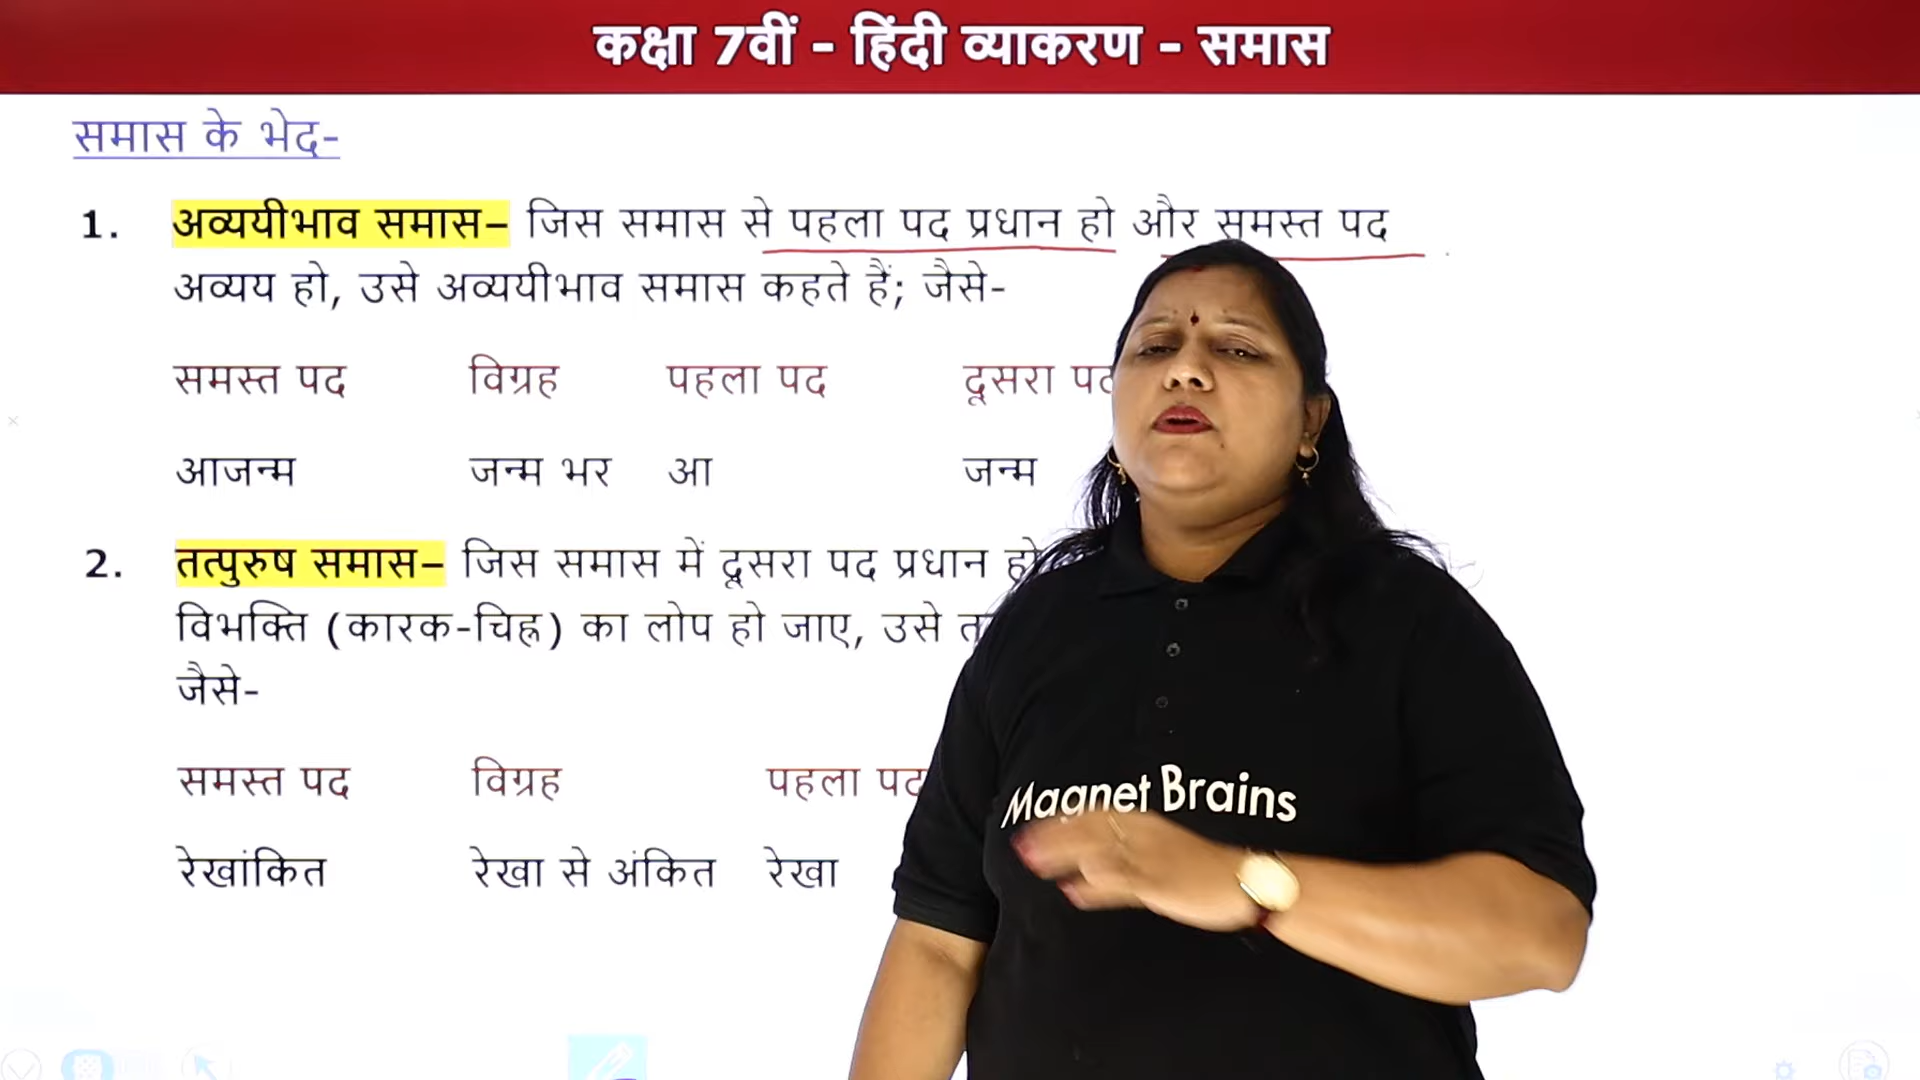 कक्षा 7वीं - हिंदी व्याकरण - समास
समास के भेद-
1. अव्ययीभाव समास– जिस समास से पहला पद प्रधान हो और समस्त पद
अव्यय हो, उसे अव्ययीभाव समास कहते हैं; जैसे-
समस्त पद विग्रह पहला पद दूसरा
आजन्म जन्म भर आ जन्म
2. तत्पुरुष समास– जिस समास में दूसरा पद प्रधान हो
विभक्ति (कारक-चिह्न) का लोप हो जाए, उसे
जैसे-
समस्त पद विग्रह पहला पद
रेखांकित रेखा से अंकित रेखा
Magnet Brains